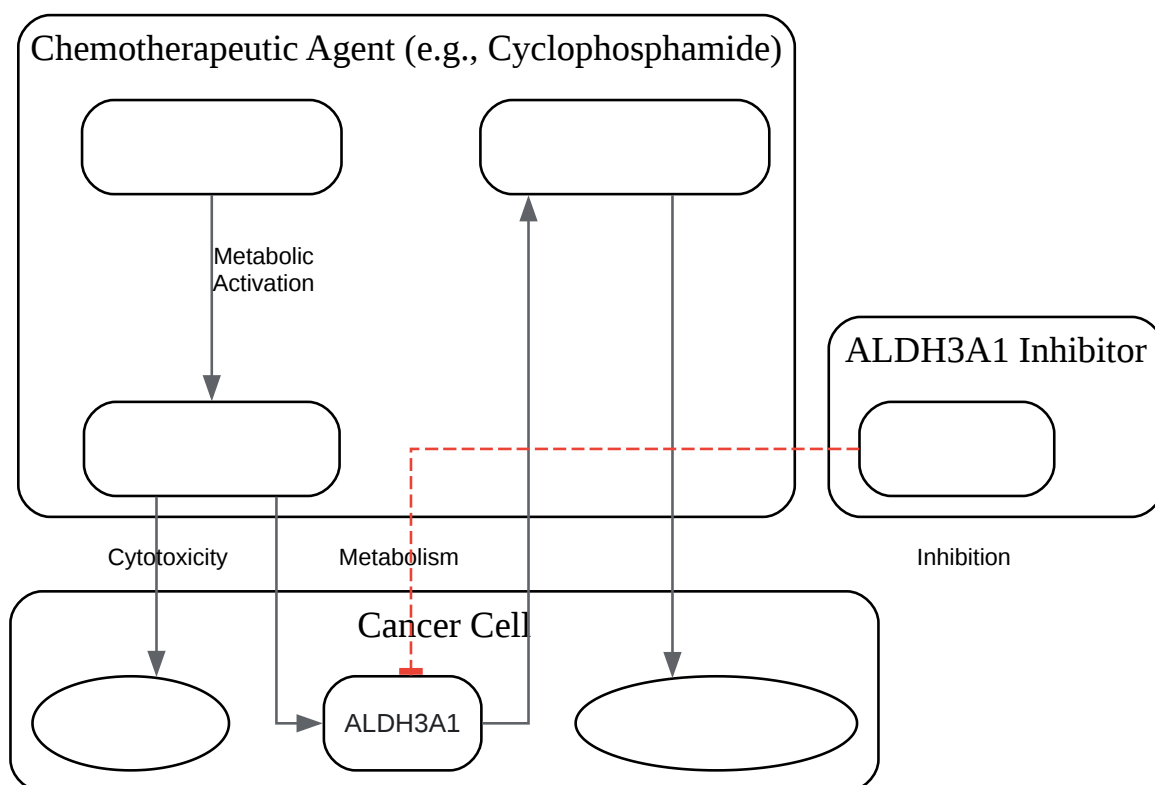 Chemotherapeutic Agent (e.g., Cyclophosphamide)
Metabolic
Activation
ALDH3A1 Inhibitor
Cytotoxicity
Metabolism
Inhibition
Cancer Cell
ALDH3A1